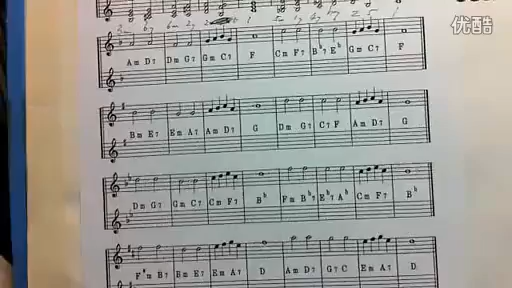 优酷
Am D7 Dm G7 Gm C7 F Cm F7 B♭7 E♭ Gm C7 F
Bm E7 Em A7 Am D7 G Dm G7 C7 F Am D7 G
Dm G7 Gm C7 Cm F7 B♭ Fm B♭7 E♭7 A♭ Cm F7 B♭
F♯m B7 Bm E7 Em A7 D Am D7 G7 C Em A7 D